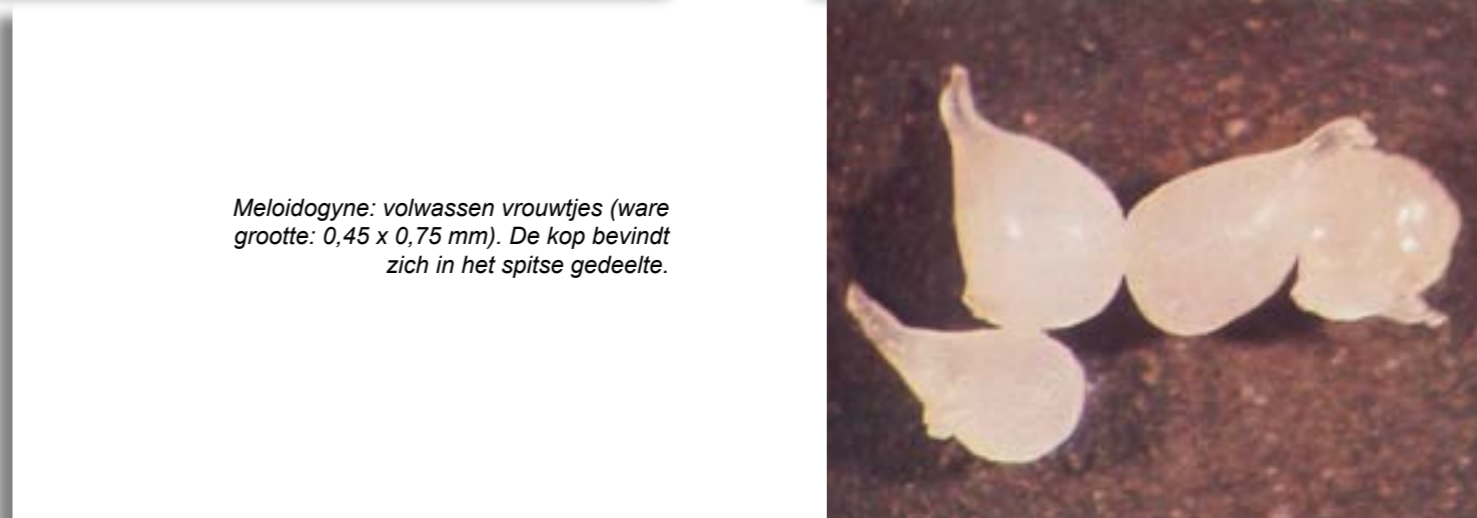 Meloidogyne: volwassen vrouwtjes (ware
grootte: 0,45 x 0,75 mm). De kop bevindt
zich in het spitse gedeelte.